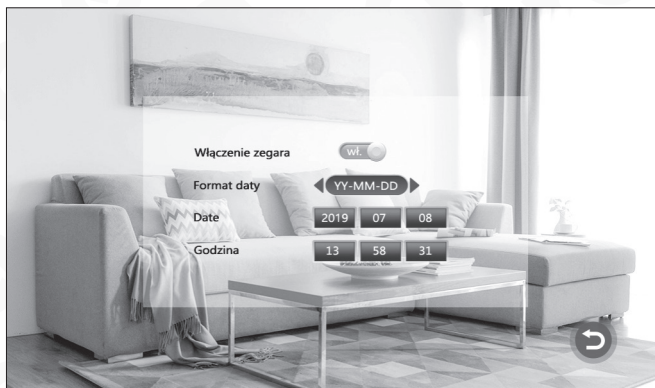 Włączenie zegara wł.
Format daty YY-MM-DD
Date 2019 07 08
Godzina 13 58 31